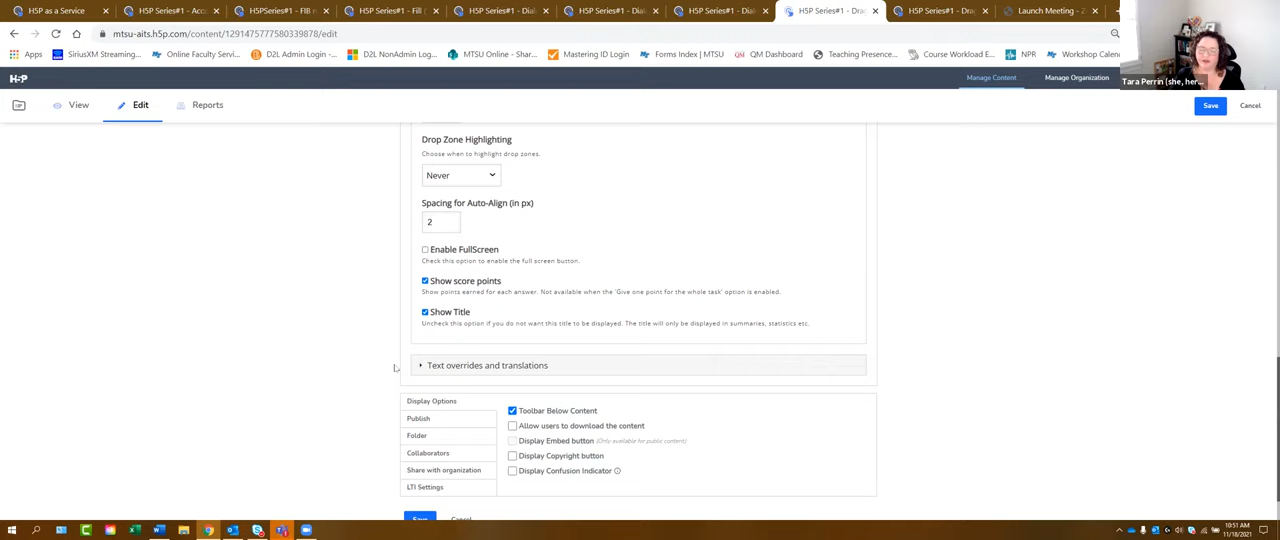 H5P as a Service
H5P Series#1 - Acc
H5PSeries#1 - FIB n
H5P Series#1 - Fill (
H5P Series#1 - Dial
H5P Series#1 - Dial
H5P Series#1 - Dial
H5P Series#1 - Dra
H5P Series#1 - Drag
Launch Meeting - Z
mtsu-aits.h5p.com/content/1291475777580339878/edit
Apps
SiriusXM Streaming...
Online Faculty Servi...
D2L Admin Login -...
D2L NonAdmin Log...
MTSU Online - Shar...
Mastering ID Login
Forms Index | MTSU
QM Dashboard
Teaching Presence...
Course Workload E...
NPR
Workshop Calend
H5P
Manage Content
Manage Organization
Tara Perrin (she, her...
View
Edit
Reports
Save
Cancel
Drop Zone Highlighting
Choose when to highlight drop zones.
Never
Spacing for Auto-Align (in px)
2
Enable FullScreen
Check this option to enable the full screen button.
Show score points
Show points earned for each answer. Not available when the 'Give one point for the whole task' option is enabled.
Show Title
Uncheck this option if you do not want this title to be displayed. The title will only be displayed in summaries, statistics etc.
Text overrides and translations
Display Options
Publish
Folder
Collaborators
Share with organization
LTI Settings
Toolbar Below Content
Allow users to download the content
Display Embed button (Only available for public content)
Display Copyright button
Display Confusion Indicator
Save
Cancel
10:51 AM
11/18/2021